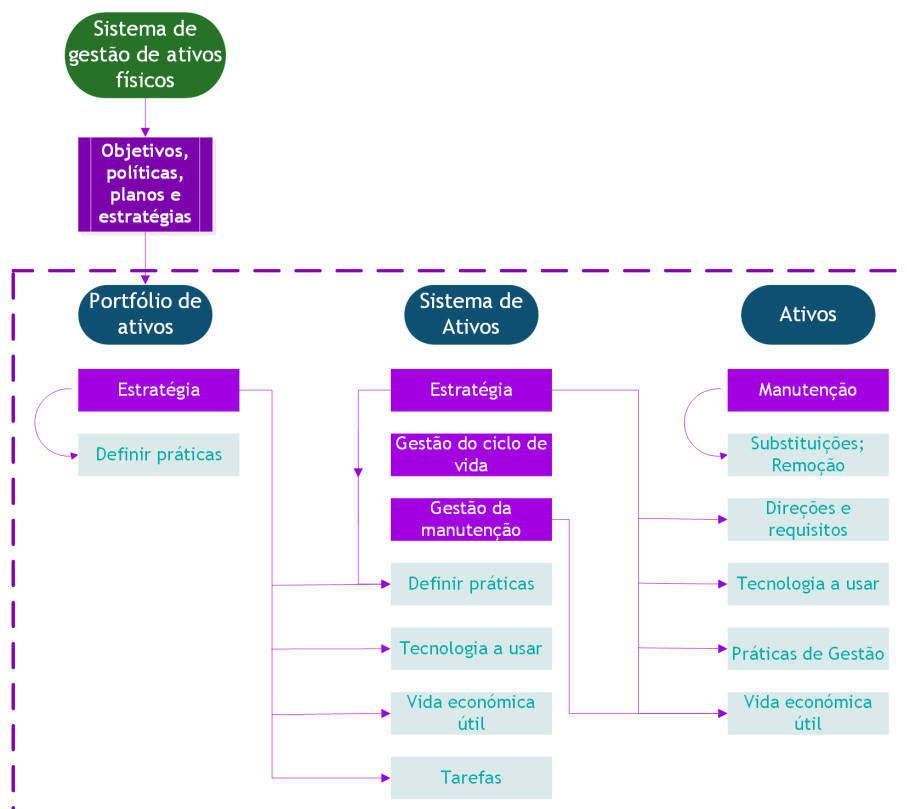 Sistema de
gestão de ativos
físicos
Objetivos,
políticas,
planos e
estratégias
Portfólio de
ativos
Sistema de
Ativos
Ativos
Estratégia
Estratégia
Manutenção
Definir práticas
Gestão do ciclo de
vida
Substituições;
Remoção
Gestão da
manutenção
Direções e
requisitos
Definir práticas
Tecnologia a usar
Tecnologia a usar
Práticas de Gestão
Vida económica
útil
Vida económica
útil
Tarefas